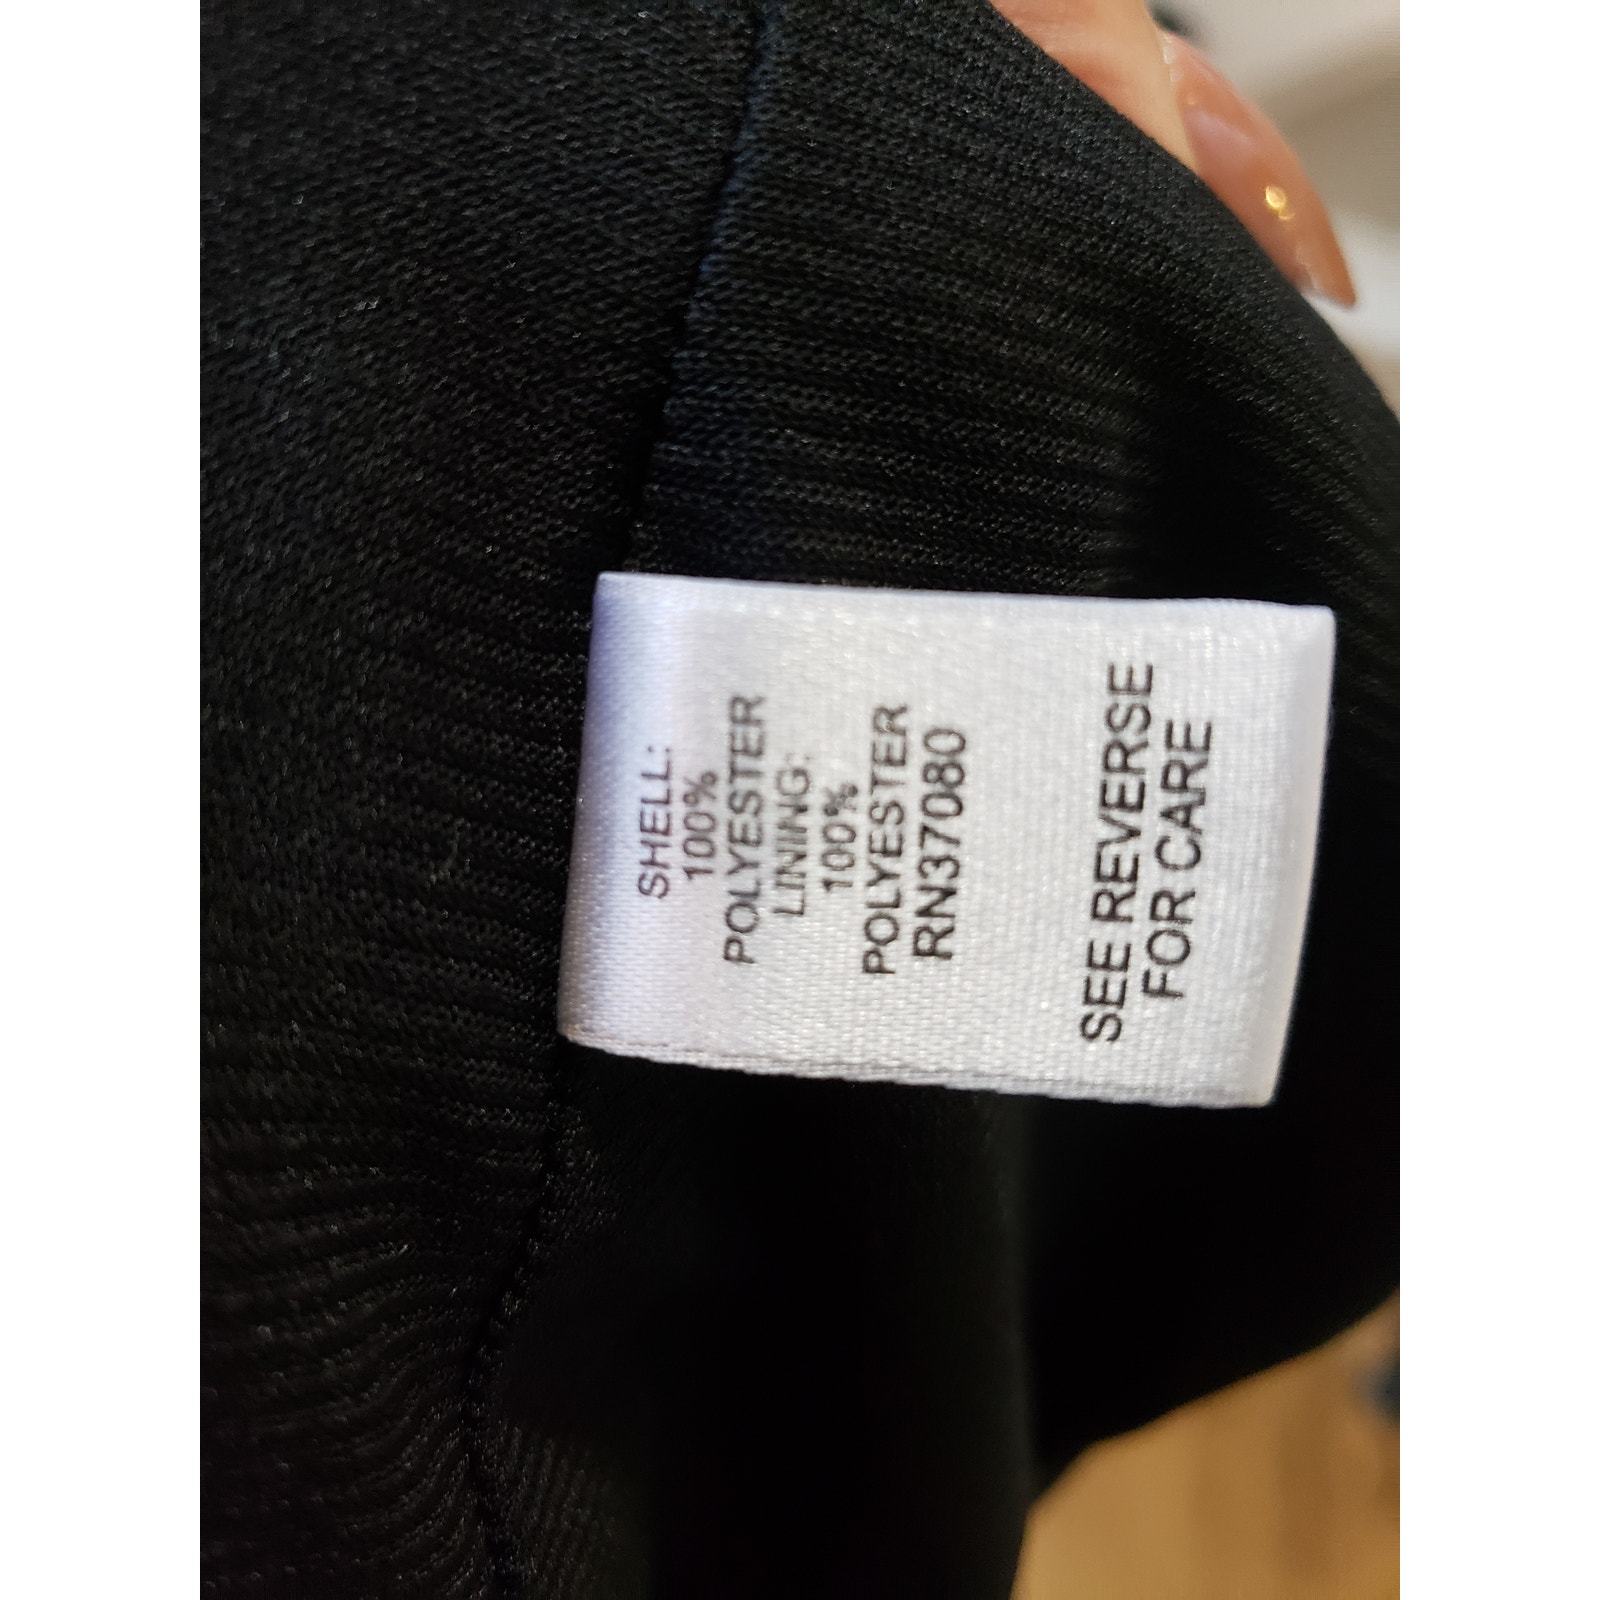 SHELL:
100%
POLYESTER
LINING:
100%
POLYESTER
RN37080
SEE REVERSE
FOR CARE